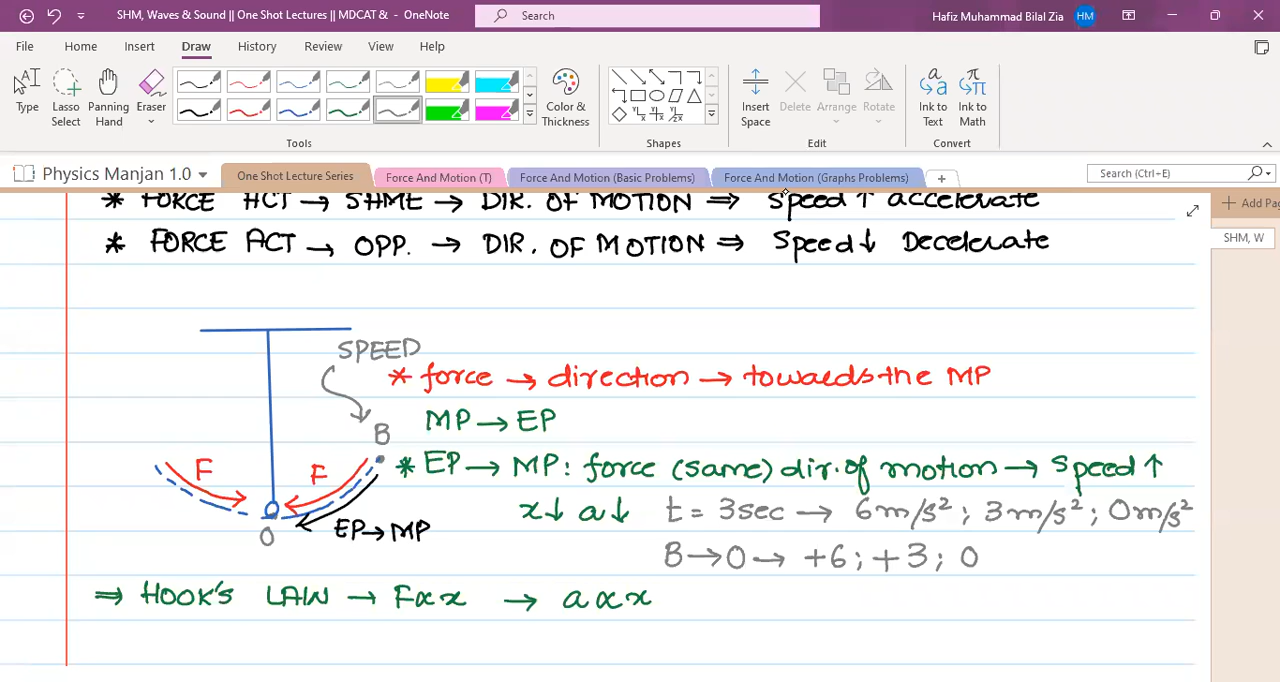 SHM, Waves & Sound || One Shot Lectures || MDCAT & - OneNote
Search
Hafiz Muhammad Bilal Zia HM
File Home Insert Draw History Review View Help
Type Lasso Select Panning Hand Eraser Color & Thickness Insert Space Delete Arrange Rotate Ink to Text Ink to Math
Tools Shapes Edit Convert
Physics Manjan 1.0 One Shot Lecture Series Force And Motion (T) Force And Motion (Basic Problems) Force And Motion (Graphs Problems) + Search (Ctrl+E)
+ Add Pag
SHM, W
* FORCE ACT → SAME → DIR. OF MOTION ⇒ Speed ↑ accelerate
* FORCE ACT → OPP. → DIR. OF MOTION ⇒ Speed ↓ Decelerate
SPEED
* force → direction → towards the MP
MP → EP
B
* EP → MP : force (same) dir. of motion → speed ↑
F F
x↓ a↓ t = 3sec → 6m/s² ; 3m/s² ; 0m/s²
O
EP→MP
B → O → +6 ; +3 ; 0
⇒ HOOK'S LAW → F∝x → a∝x